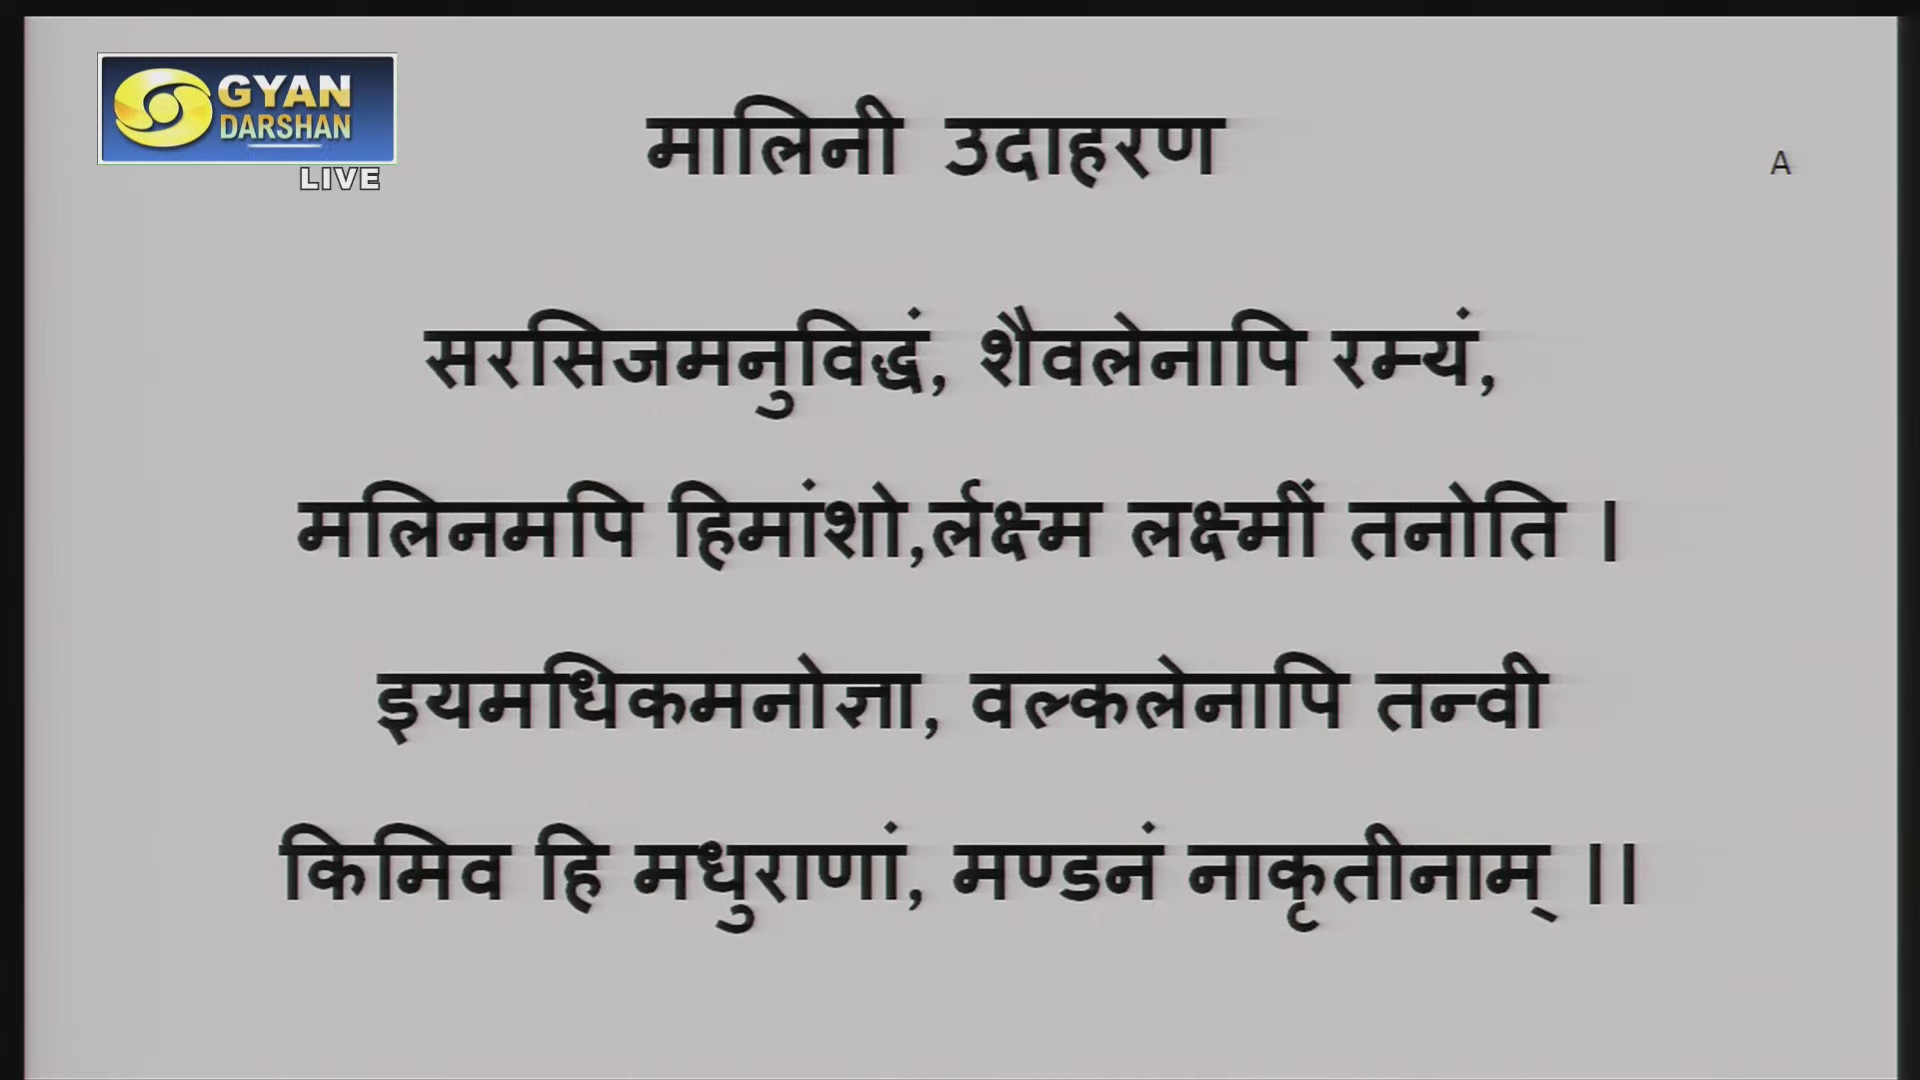 GYAN
DARSHAN
LIVE
मालिनी उदाहरण
A
सरसिजमनुविद्धं, शैवलेनापि रम्यं,
मलिनमपि हिमांशो,र्लक्ष्म लक्ष्मीं तनोति ।
इयमधिकमनोज्ञा, वल्कलेनापि तन्वी
किमिव हि मधुराणां, मण्डनं नाकृतीनाम् ।।